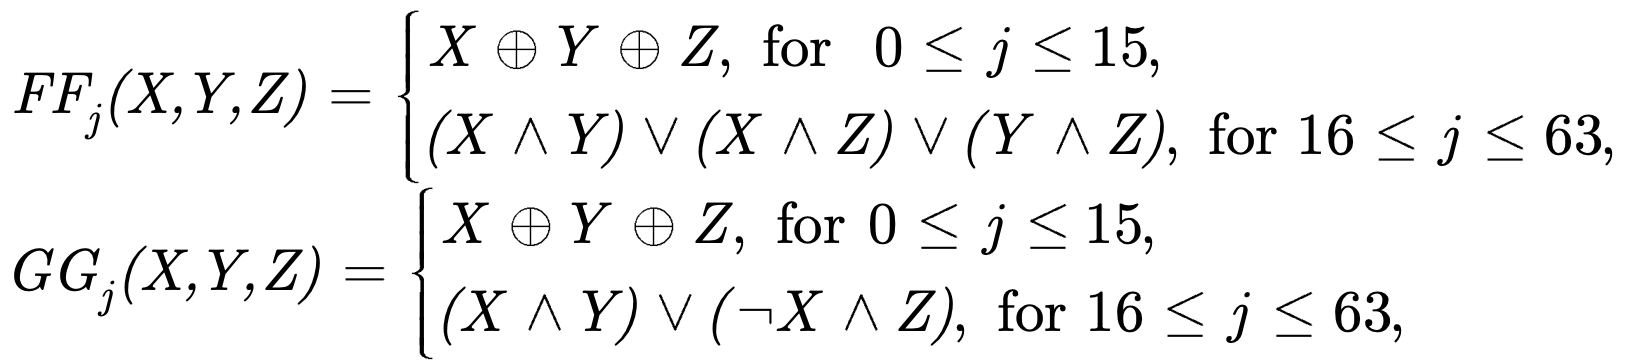 FF_j(X,Y,Z) = { X ⊕ Y ⊕ Z, for 0 ≤ j ≤ 15,
(X ∧ Y) ∨ (X ∧ Z) ∨ (Y ∧ Z), for 16 ≤ j ≤ 63,
GG_j(X,Y,Z) = { X ⊕ Y ⊕ Z, for 0 ≤ j ≤ 15,
(X ∧ Y) ∨ (¬X ∧ Z), for 16 ≤ j ≤ 63,